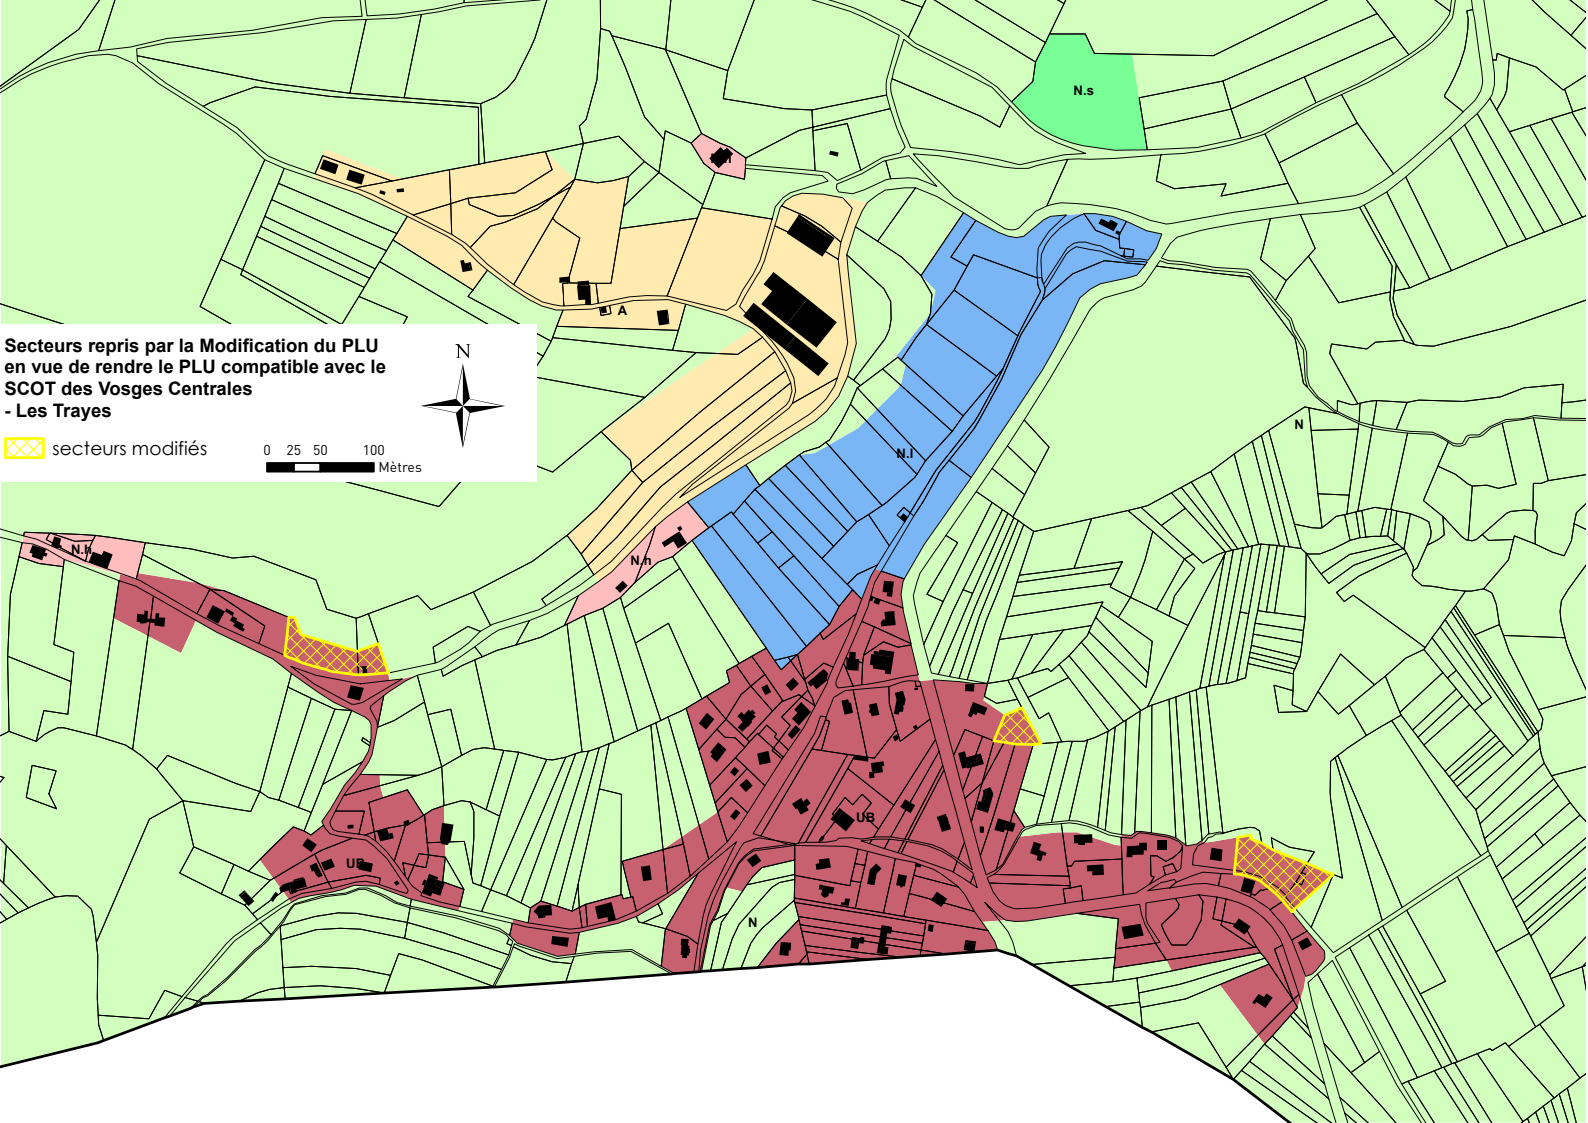 N.s
A
Secteurs repris par la Modification du PLU
en vue de rendre le PLU compatible avec le
SCOT des Vosges Centrales
- Les Trayes
N
secteurs modifiés
0 25 50 100
Mètres
N
N.l
N.h
N.h
UB
UB
N